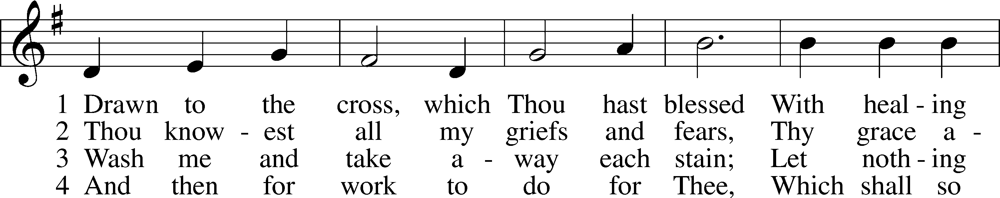 1 Drawn to the cross, which Thou hast blessed With heal - ing
2 Thou know - est all my griefs and fears, Thy grace a -
3 Wash me and take a - way each stain; Let noth - ing
4 And then for work to do for Thee, Which shall so